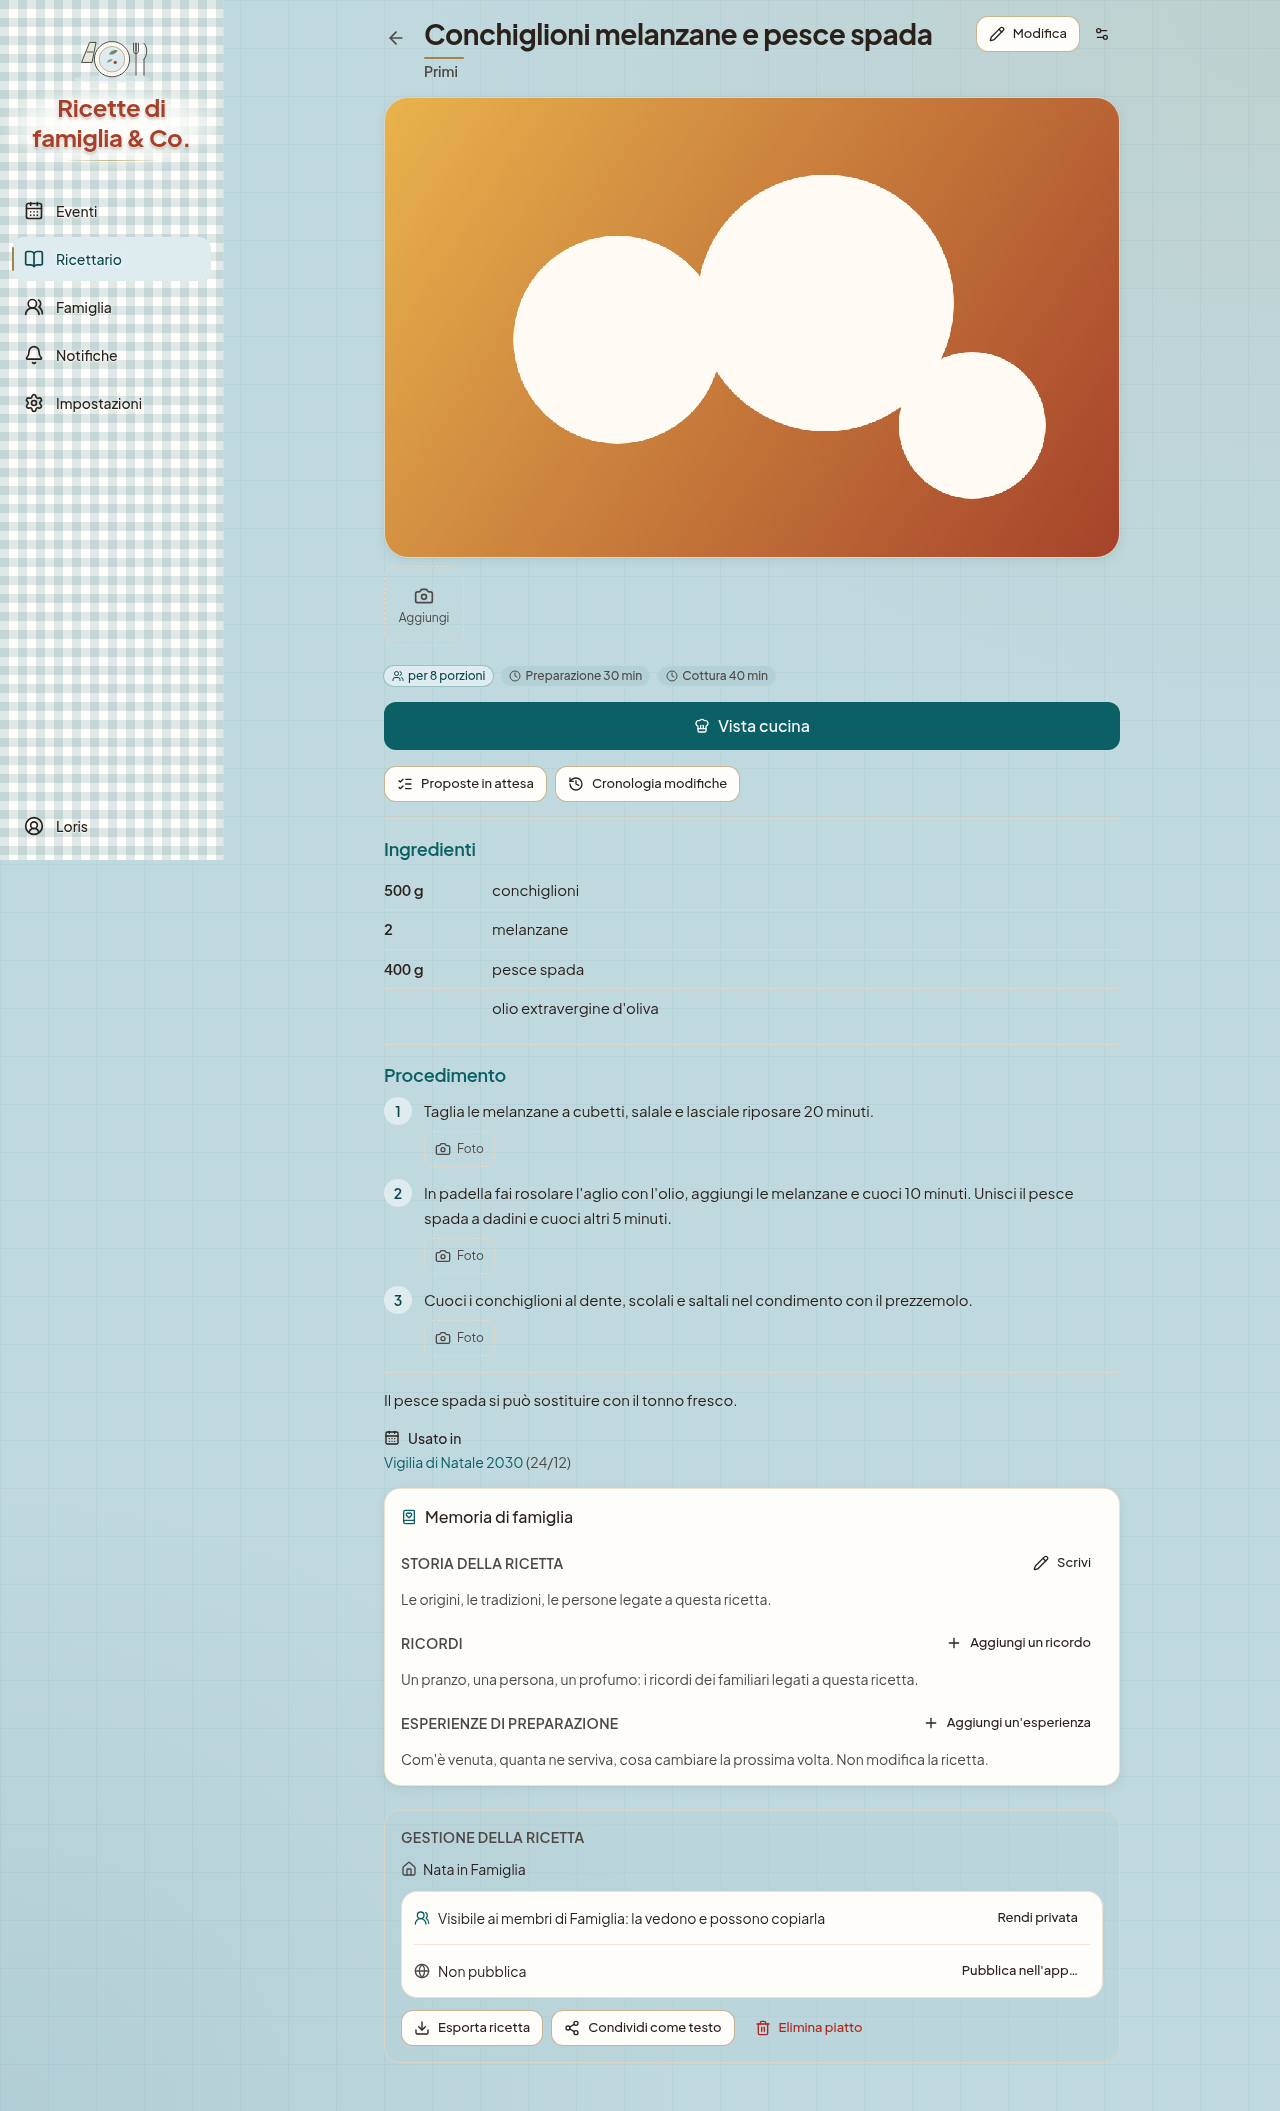 Ricette di
famiglia & Co.
Eventi
Ricettario
Famiglia
Notifiche
Impostazioni
Loris
Conchiglioni melanzane e pesce spada
Modifica
Primi
Aggiungi
per 8 porzioni
Preparazione 30 min
Cottura 40 min
Vista cucina
Proposte in attesa
Cronologia modifiche
Ingredienti
500 g conchiglioni
2 melanzane
400 g pesce spada
olio extravergine d'oliva
Procedimento
1 Taglia le melanzane a cubetti, salale e lasciale riposare 20 minuti.
Foto
2 In padella fai rosolare l'aglio con l'olio, aggiungi le melanzane e cuoci 10 minuti. Unisci il pesce
spada a dadini e cuoci altri 5 minuti.
Foto
3 Cuoci i conchiglioni al dente, scolali e saltali nel condimento con il prezzemolo.
Foto
Il pesce spada si può sostituire con il tonno fresco.
Usato in
Vigilia di Natale 2030 (24/12)
Memoria di famiglia
STORIA DELLA RICETTA
Scrivi
Le origini, le tradizioni, le persone legate a questa ricetta.
RICORDI
Aggiungi un ricordo
Un pranzo, una persona, un profumo: i ricordi dei familiari legati a questa ricetta.
ESPERIENZE DI PREPARAZIONE
Aggiungi un'esperienza
Com'è venuta, quanta ne serviva, cosa cambiare la prossima volta. Non modifica la ricetta.
GESTIONE DELLA RICETTA
Nata in Famiglia
Visibile ai membri di Famiglia: la vedono e possono copiarla
Rendi privata
Non pubblica
Pubblica nell'app…
Esporta ricetta
Condividi come testo
Elimina piatto